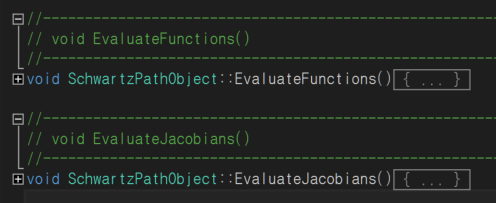 //-------------------------------------------------------
// void EvaluateFunctions()
//-------------------------------------------------------
void SchwartzPathObject::EvaluateFunctions(){ ... }
//-------------------------------------------------------
// void EvaluateJacobians()
//-------------------------------------------------------
void SchwartzPathObject::EvaluateJacobians(){ ... }